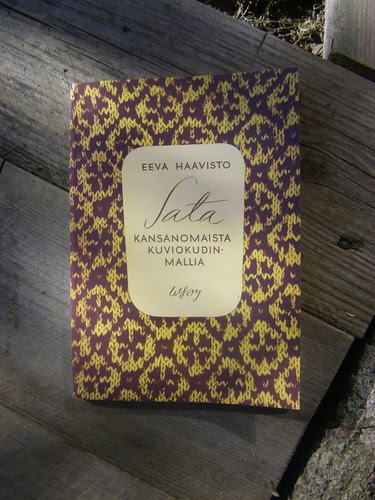 EEVA HAAVISTO
Sata
KANSANOMAISTA
KUVIOKUDIN-
MALLIA
wsoy